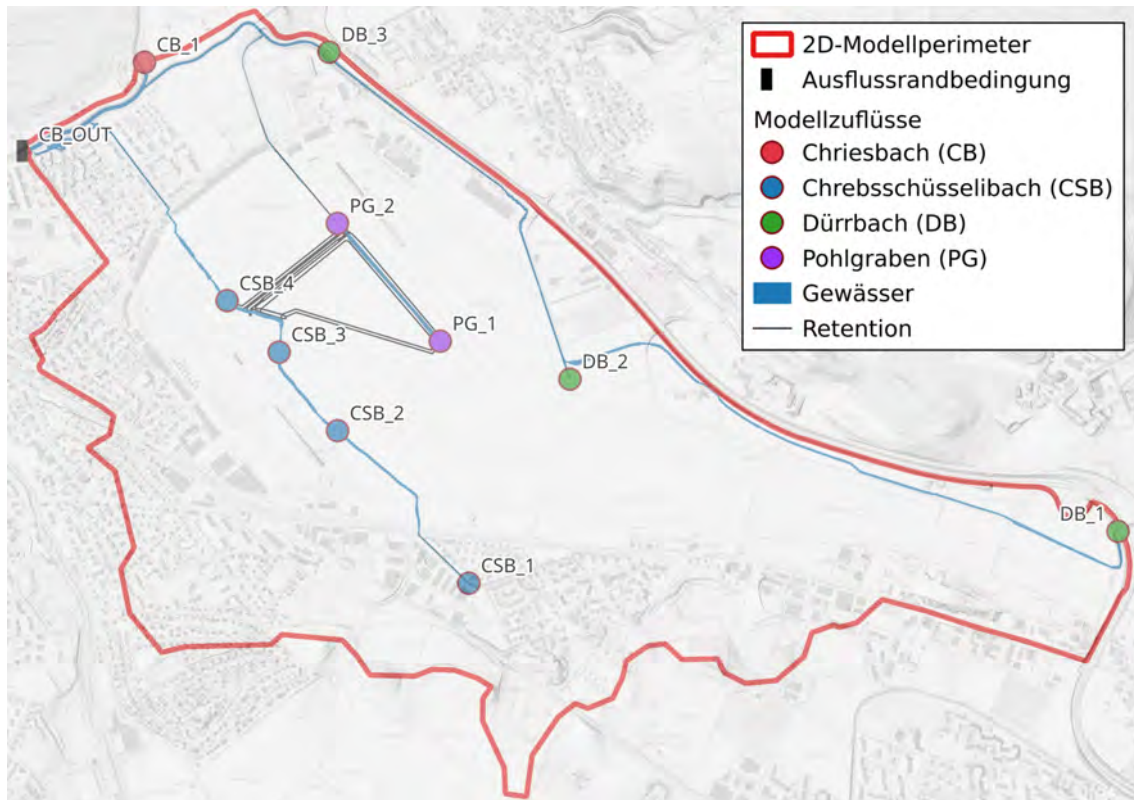 CB_1
DB_3
CB_OUT
PG_2
CSB_4
PG_1
CSB_3
DB_2
CSB_2
DB_1
CSB_1
2D-Modellperimeter
Ausflussrandbedingung
Modellzuflüsse
Chriesbach (CB)
Chrebsschüsselibach (CSB)
Dürrbach (DB)
Pohlgraben (PG)
Gewässer
Retention